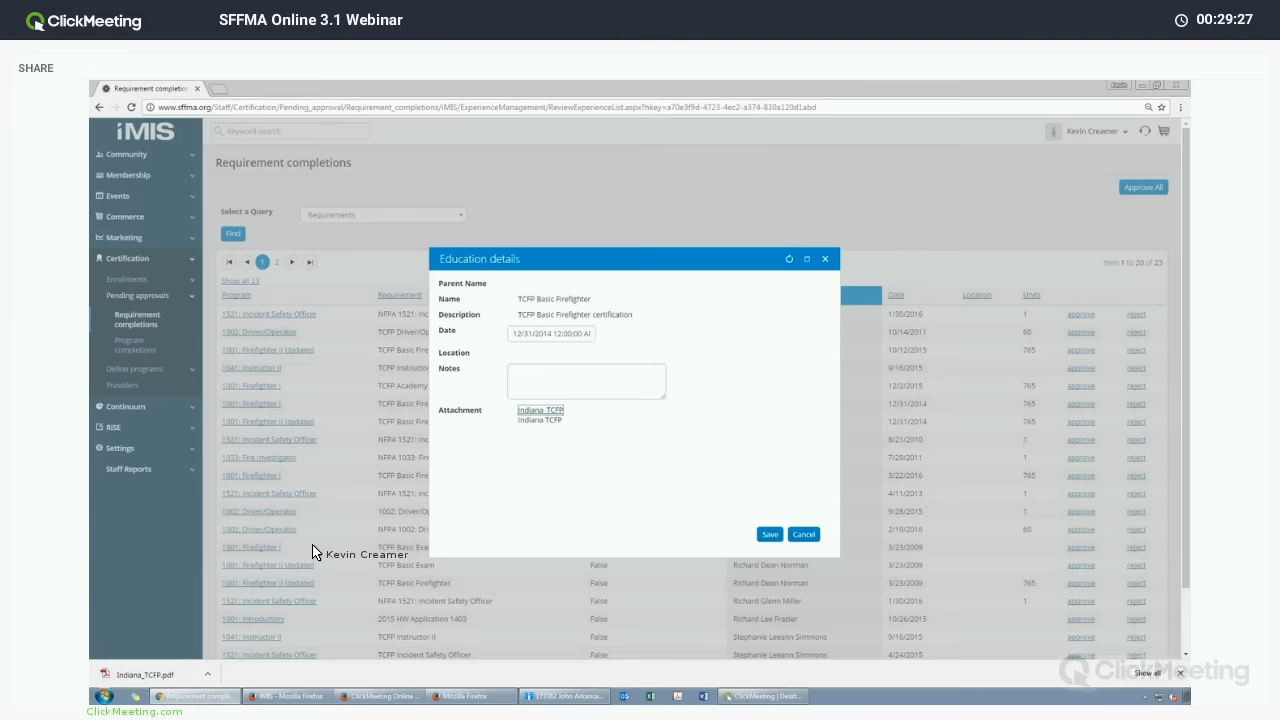 ClickMeeting
SFFMA Online 3.1 Webinar
00:29:27
SHARE
Requirement completion
www.sffma.org/Staff/Certification/Pending_approval/Requirement_completions/iMIS/ExperienceManagement/ReviewExperienceList.aspx?hkey=a70e3f9d-4723-4ec2-a374-830a120d1abd
iMIS
Keyword search
Kevin Creamer
Community
Membership
Events
Commerce
Marketing
Certification
Enrollments
Pending approvals
Requirement
completions
Program
completions
Define programs
Providers
Continuum
RiSE
Settings
Staff Reports
Requirement completions
Approve All
Select a Query
Requirements
Find
1 2
Item 1 to 20 of 23
Show all 23
Program Requirement Date Location Units
1521: Incident Safety Officer NFPA 1521: Inc 1/30/2016 1 approve reject
1002: Driver/Operator TCFP Driver/Op 10/14/2011 60 approve reject
1001: Firefighter II Updated TCFP Basic Fire 10/12/2015 765 approve reject
1041: Instructor II TCFP Instructor 9/16/2015 approve reject
1001: Firefighter I TCFP Academy 12/2/2015 765 approve reject
1001: Firefighter I TCFP Basic Fire 12/31/2014 765 approve reject
1001: Firefighter II Updated TCFP Basic Fire 12/31/2014 765 approve reject
1521: Incident Safety Officer NFPA 1521: Inc 8/21/2010 1 approve reject
1033: Fire Investigator NFPA 1033: Fir 7/29/2011 1 approve reject
1001: Firefighter I TCFP Basic Fire 3/22/2016 765 approve reject
1521: Incident Safety Officer NFPA 1521: Inc 4/11/2013 1 approve reject
1002: Driver/Operator 1002: Driver/Op 9/28/2015 1 approve reject
1002: Driver/Operator NFPA 1002: Dri 2/19/2016 60 approve reject
1001: Firefighter I TCFP Basic Exa 3/23/2009 approve reject
1001: Firefighter II Updated TCFP Basic Exam False Richard Dean Norman 3/23/2009 approve reject
1001: Firefighter II Updated TCFP Basic Firefighter False Richard Dean Norman 3/23/2009 765 approve reject
1521: Incident Safety Officer NFPA 1521: Incident Safety Officer False Richard Glenn Miller 1/30/2016 1 approve reject
1001: Introductory 2015 HW Application 1403 False Richard Lee Frazier 10/26/2015 approve reject
1041: Instructor II TCFP Instructor II False Stephanie Leeann Simmons 9/16/2015 approve reject
1521: Incident Safety Officer TCFP Incident Safety Officer False Stephanie Leeann Simmons 4/24/2015 approve reject
Education details
Parent Name
Name TCFP Basic Firefighter
Description TCFP Basic Firefighter certification
Date 12/31/2014 12:00:00 AM
Location
Notes
Attachment Indiana_TCFP
Indiana TCFP
Save Cancel
Kevin Creamer
Indiana_TCFP.pdf
Show all
ClickMeeting
Requirement comple...
iMIS - Mozilla Firefox
ClickMeeting Online ...
Mozilla Firefox
173182 John Arkansa...
ClickMeeting | Deskt...
ClickMeeting.com